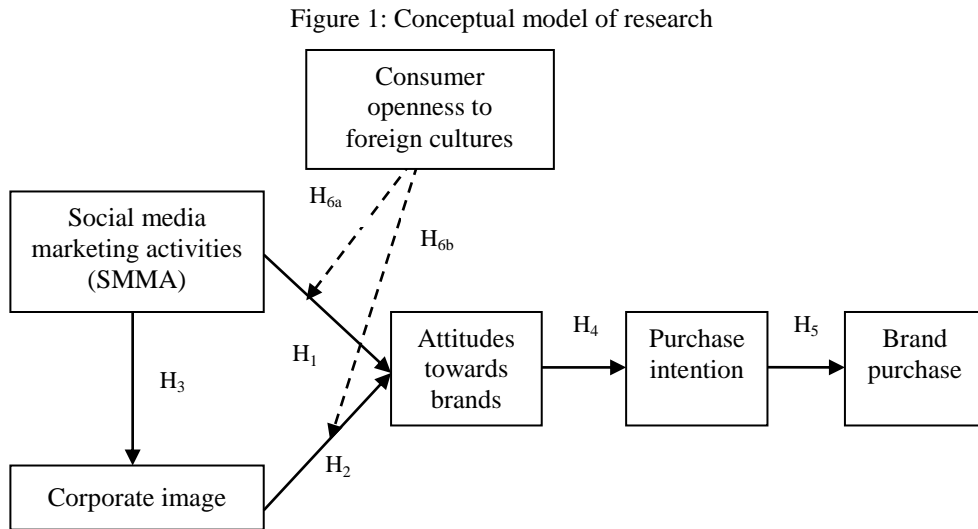 Figure 1: Conceptual model of research
Consumer
openness to
foreign cultures
H6a
H6b
Social media
marketing activities
(SMMA)
H1
H3
Attitudes
towards
brands
H4
Purchase
intention
H5
Brand
purchase
H2
Corporate image